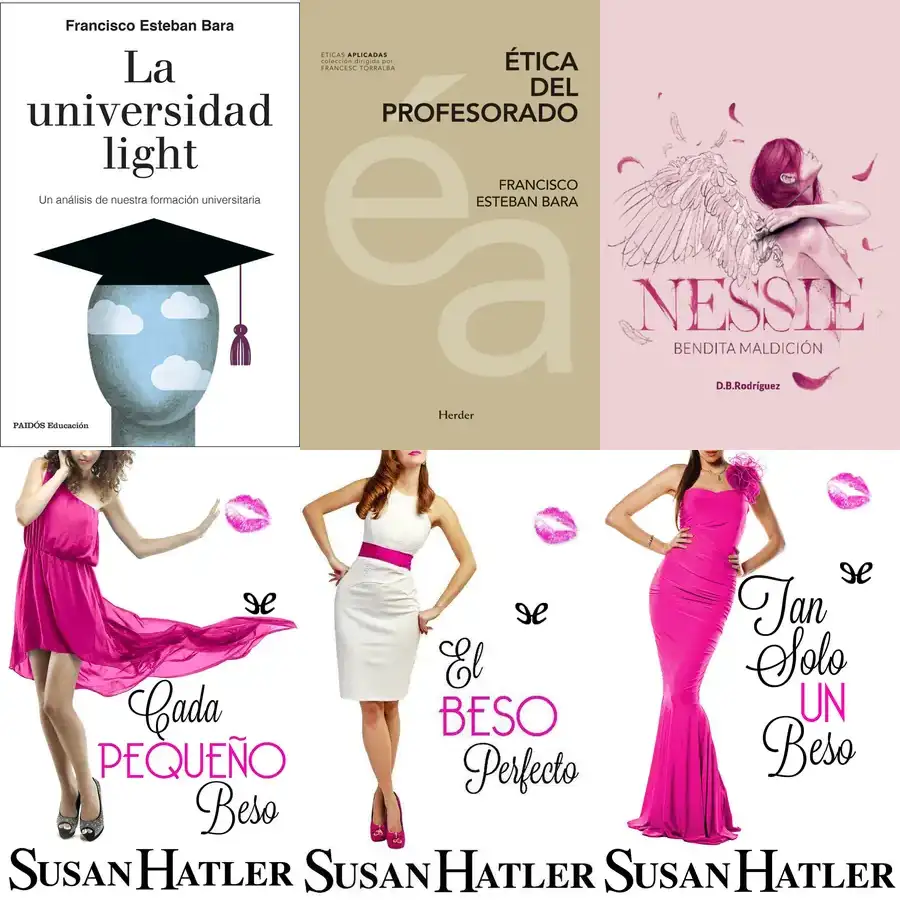 Francisco Esteban Bara
La
universidad
light
Un análisis de nuestra formación universitaria
PAIDÓS Educación
ÉTICAS APLICADAS
colección dirigida por
FRANCESC TORRALBA
ÉTICA
DEL
PROFESORADO
FRANCISCO
ESTEBAN BARA
éa
Herder
NESSIE
BENDITA MALDICIÓN
D.B.Rodríguez
Cada
PEQUEÑO
Beso
SUSAN HATLER
El
BESO
Perfecto
SUSAN HATLER
Tan
Solo
UN
Beso
SUSAN HATLER